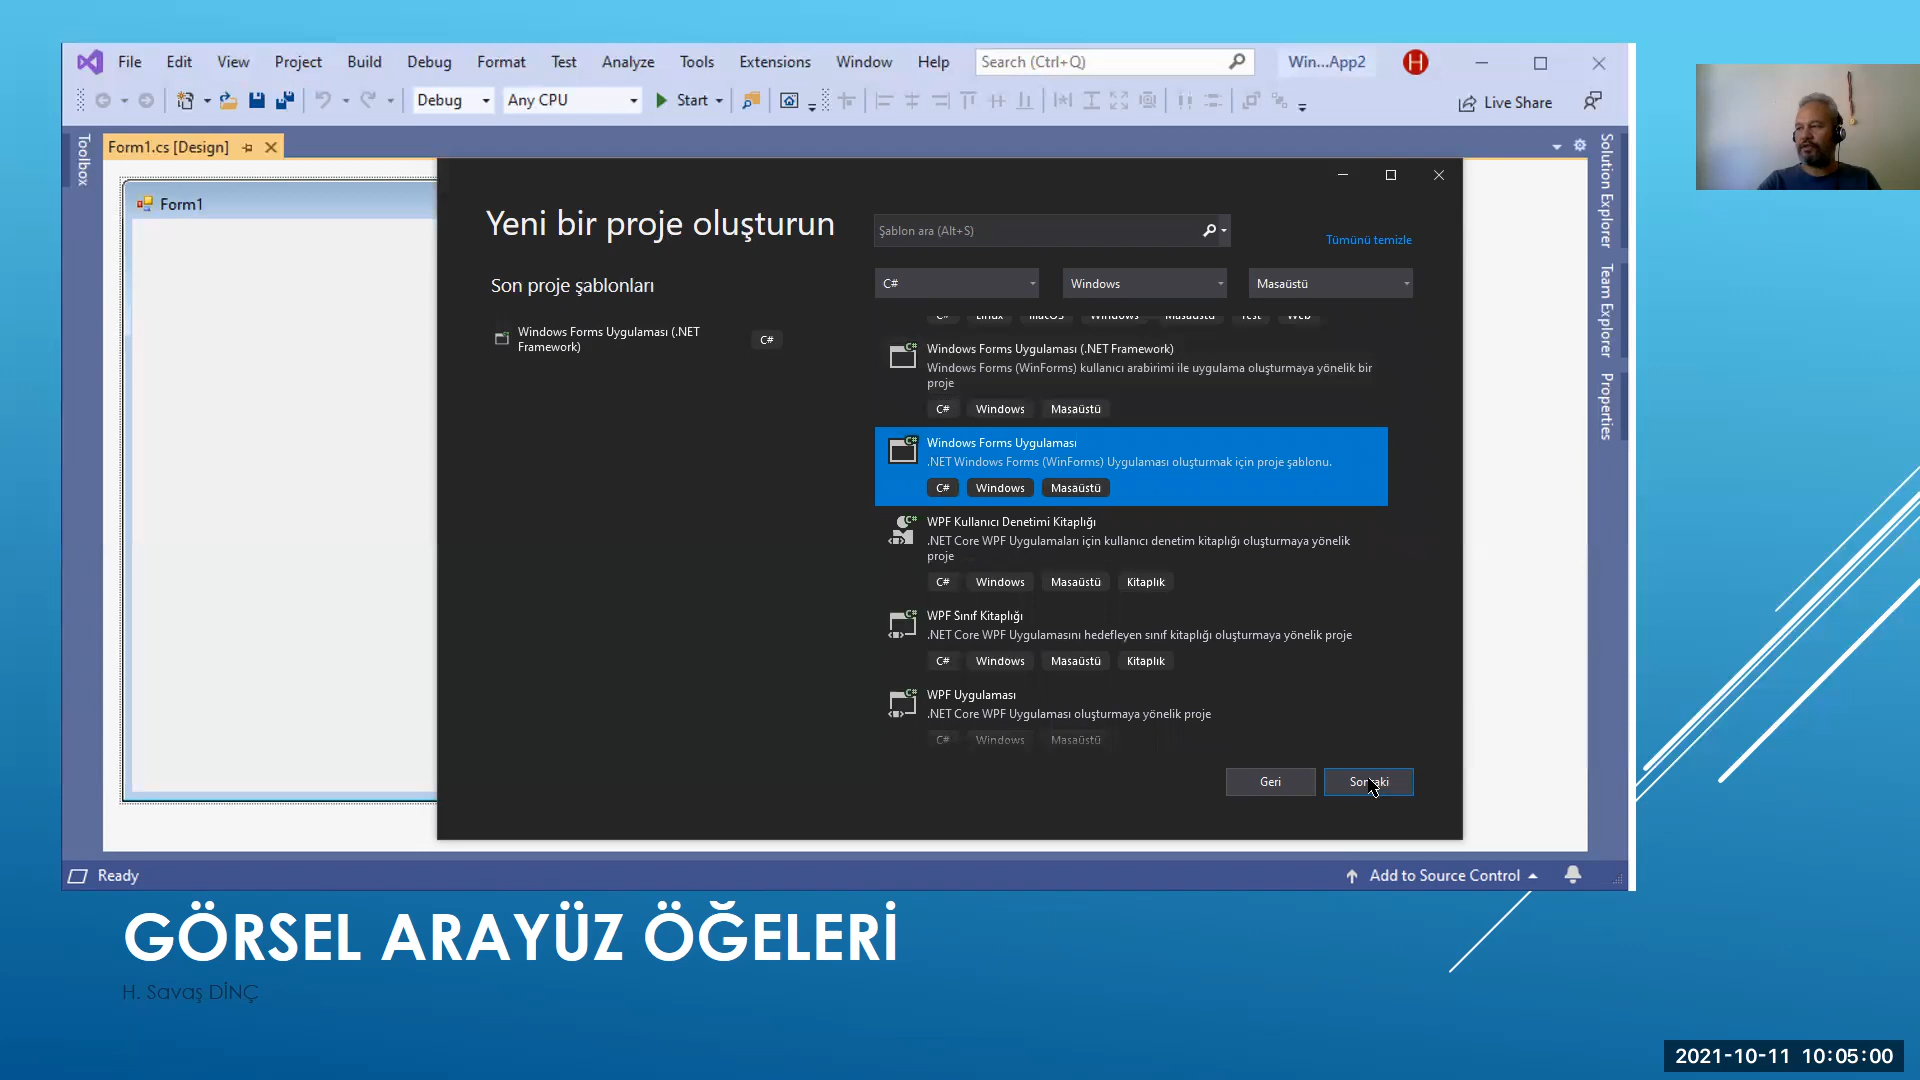 File Edit View Project Build Debug Format Test Analyze Tools Extensions Window Help Search (Ctrl+Q) Win...App2 H
Debug Any CPU Start Live Share
Toolbox
Form1.cs [Design]
Form1
Solution Explorer
Team Explorer
Properties
Yeni bir proje oluşturun
Şablon ara (Alt+S)
Tümünü temizle
Son proje şablonları
C# Windows Masaüstü
Windows Forms Uygulaması (.NET
Framework)
C#
C# Linux macOS Windows Masaüstü Test Web
Windows Forms Uygulaması (.NET Framework)
Windows Forms (WinForms) kullanıcı arabirimi ile uygulama oluşturmaya yönelik bir
proje
C# Windows Masaüstü
Windows Forms Uygulaması
.NET Windows Forms (WinForms) Uygulaması oluşturmak için proje şablonu.
C# Windows Masaüstü
WPF Kullanıcı Denetimi Kitaplığı
.NET Core WPF Uygulamaları için kullanıcı denetim kitaplığı oluşturmaya yönelik
proje
C# Windows Masaüstü Kitaplık
WPF Sınıf Kitaplığı
.NET Core WPF Uygulamasını hedefleyen sınıf kitaplığı oluşturmaya yönelik proje
C# Windows Masaüstü Kitaplık
WPF Uygulaması
.NET Core WPF Uygulaması oluşturmaya yönelik proje
C# Windows Masaüstü
Geri Sonraki
Ready Add to Source Control
GÖRSEL ARAYÜZ ÖĞELERİ
H. Savaş DİNÇ
2021-10-11 10:05:00